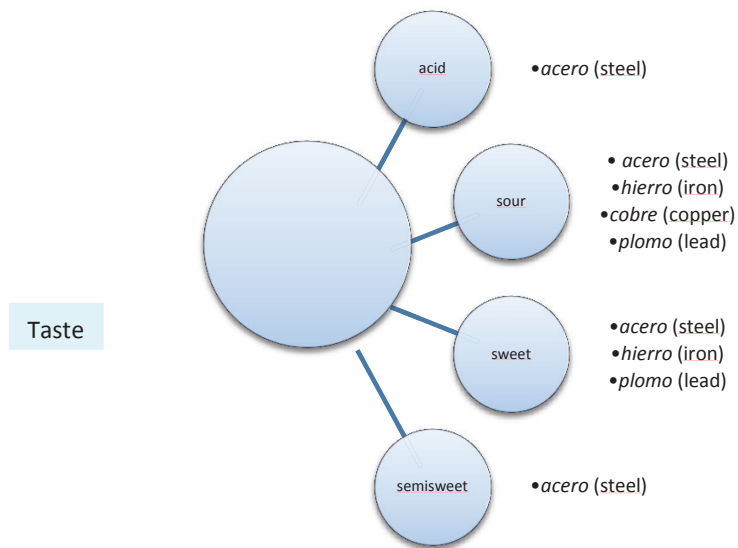 acid
•acero (steel)
sour
• acero (steel)
•hierro (iron)
•cobre (copper)
•plomo (lead)
Taste
sweet
•acero (steel)
•hierro (iron)
•plomo (lead)
semisweet
•acero (steel)